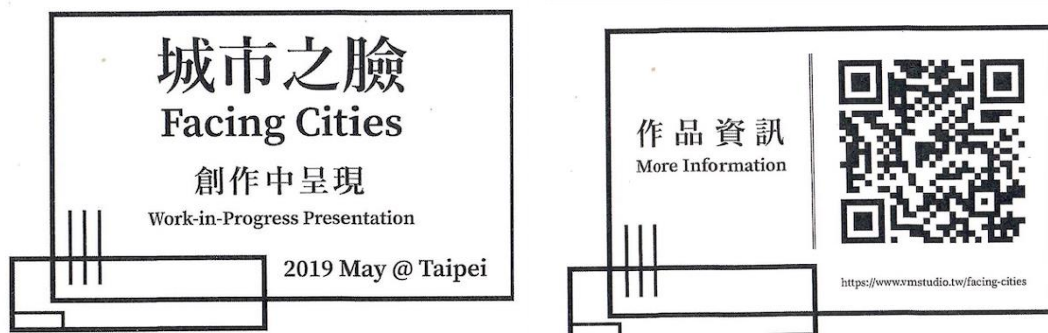 城市之臉
Facing Cities
創作中呈現
Work-in-Progress Presentation
2019 May @ Taipei
作品資訊
More Information
https://www.vmstudio.tw/facing-cities